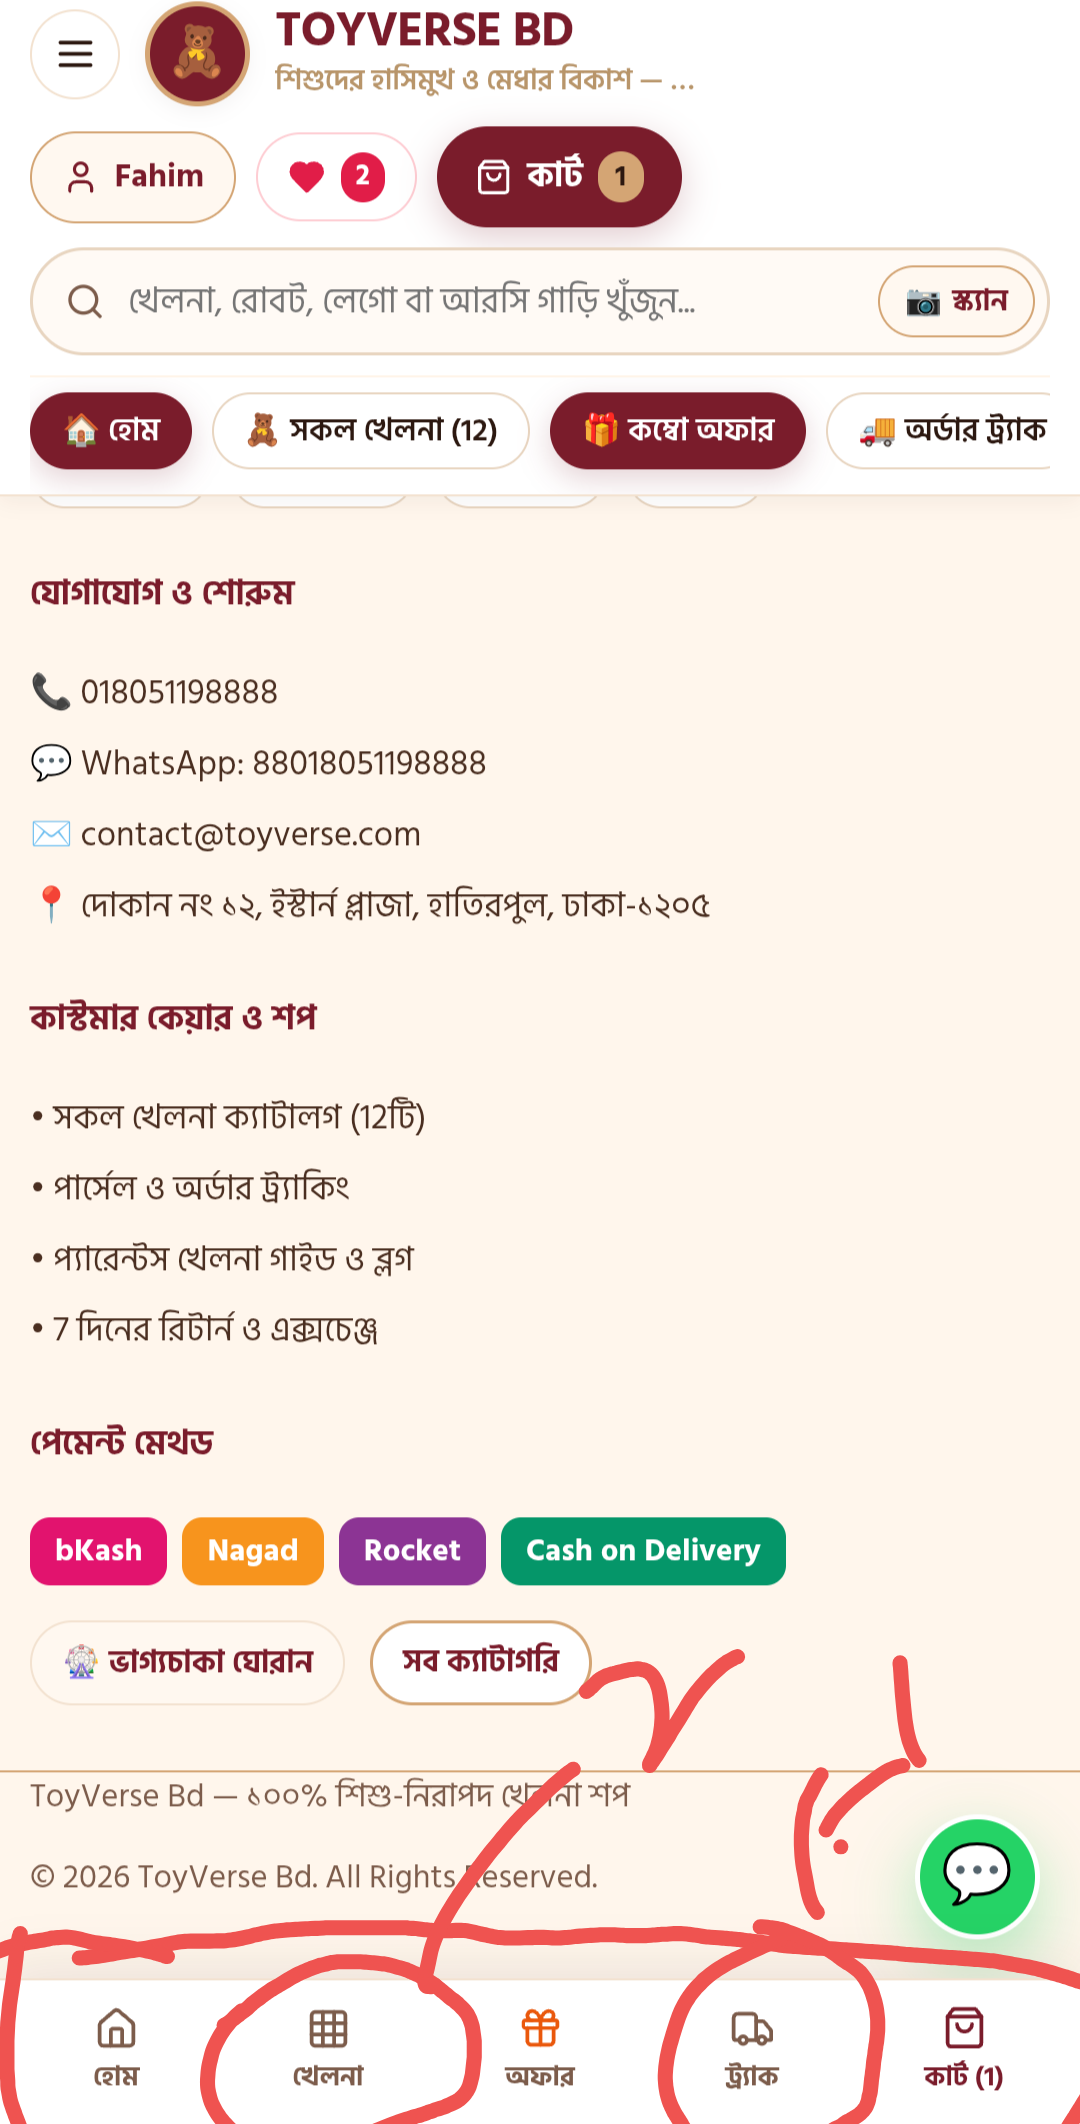 TOYVERSE BD
শিশুদের হাসিমুখ ও মেধার বিকাশ — ...
Fahim
2
কার্ট 1
খেলনা, রোবট, লেগো বা আরসি গাড়ি খুঁজুন...
স্ক্যান
হোম
সকল খেলনা (12)
কম্বো অফার
অর্ডার ট্র্যাক
যোগাযোগ ও শোরুম
018051198888
WhatsApp: 88018051198888
contact@toyverse.com
দোকান নং ১২, ইস্টার্ন প্লাজা, হাতিরপুল, ঢাকা-১২০৫
কাস্টমার কেয়ার ও শপ
• সকল খেলনা ক্যাটালগ (12টি)
• পার্সেল ও অর্ডার ট্র্যাকিং
• প্যারেন্টস খেলনা গাইড ও ব্লগ
• 7 দিনের রিটার্ন ও এক্সচেঞ্জ
পেমেন্ট মেথড
bKash
Nagad
Rocket
Cash on Delivery
ভাগ্যচাকা ঘোরান
সব ক্যাটাগরি
ToyVerse Bd — ১০০% শিশু-নিরাপদ খেলনা শপ
© 2026 ToyVerse Bd. All Rights Reserved.
হোম
খেলনা
অফার
ট্র্যাক
কার্ট (1)